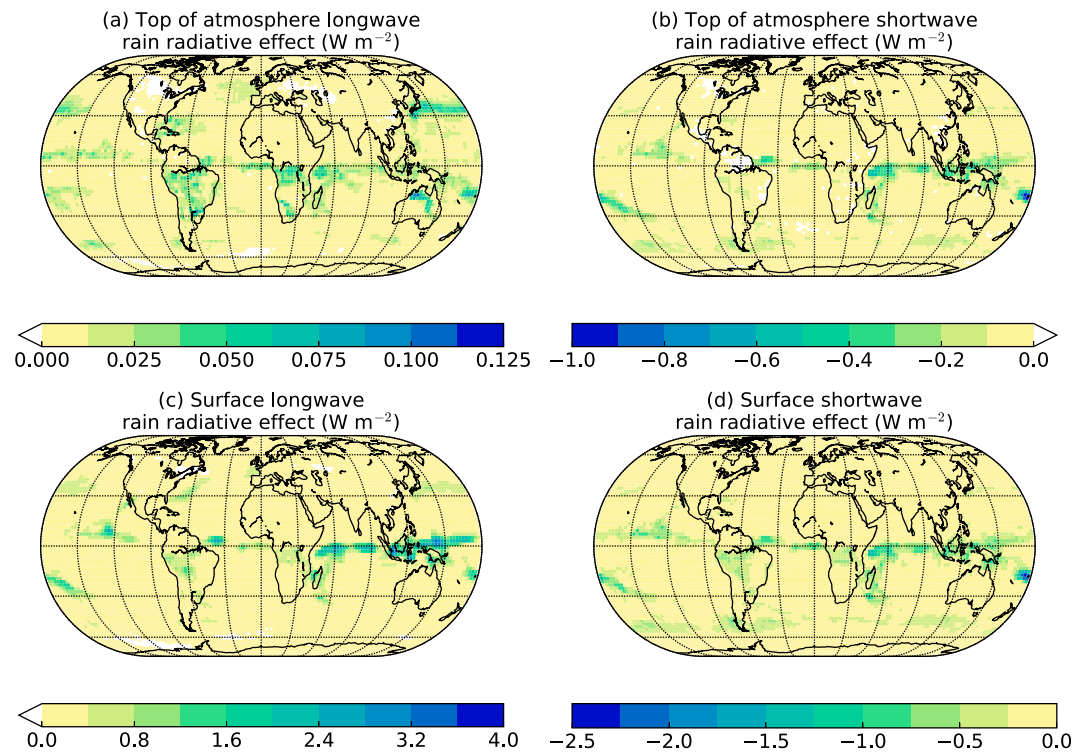 (a) Top of atmosphere longwave
rain radiative effect (W m⁻²)
(b) Top of atmosphere shortwave
rain radiative effect (W m⁻²)
0.000 0.025 0.050 0.075 0.100 0.125
−1.0 −0.8 −0.6 −0.4 −0.2 0.0
(c) Surface longwave
rain radiative effect (W m⁻²)
(d) Surface shortwave
rain radiative effect (W m⁻²)
0.0 0.8 1.6 2.4 3.2 4.0
−2.5 −2.0 −1.5 −1.0 −0.5 0.0